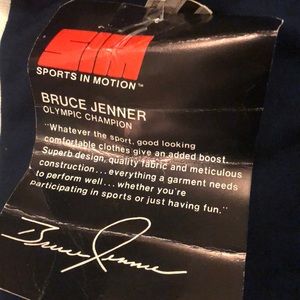 SIM
SPORTS IN MOTION™
BRUCE JENNER
OLYMPIC CHAMPION
"Whatever the sport, good looking
comfortable clothes give an added boost.
Superb design, quality fabric and meticulous
construction... everything a garment needs
to perform well... whether you're
participating in sports or just having fun."
Bruce Jenner